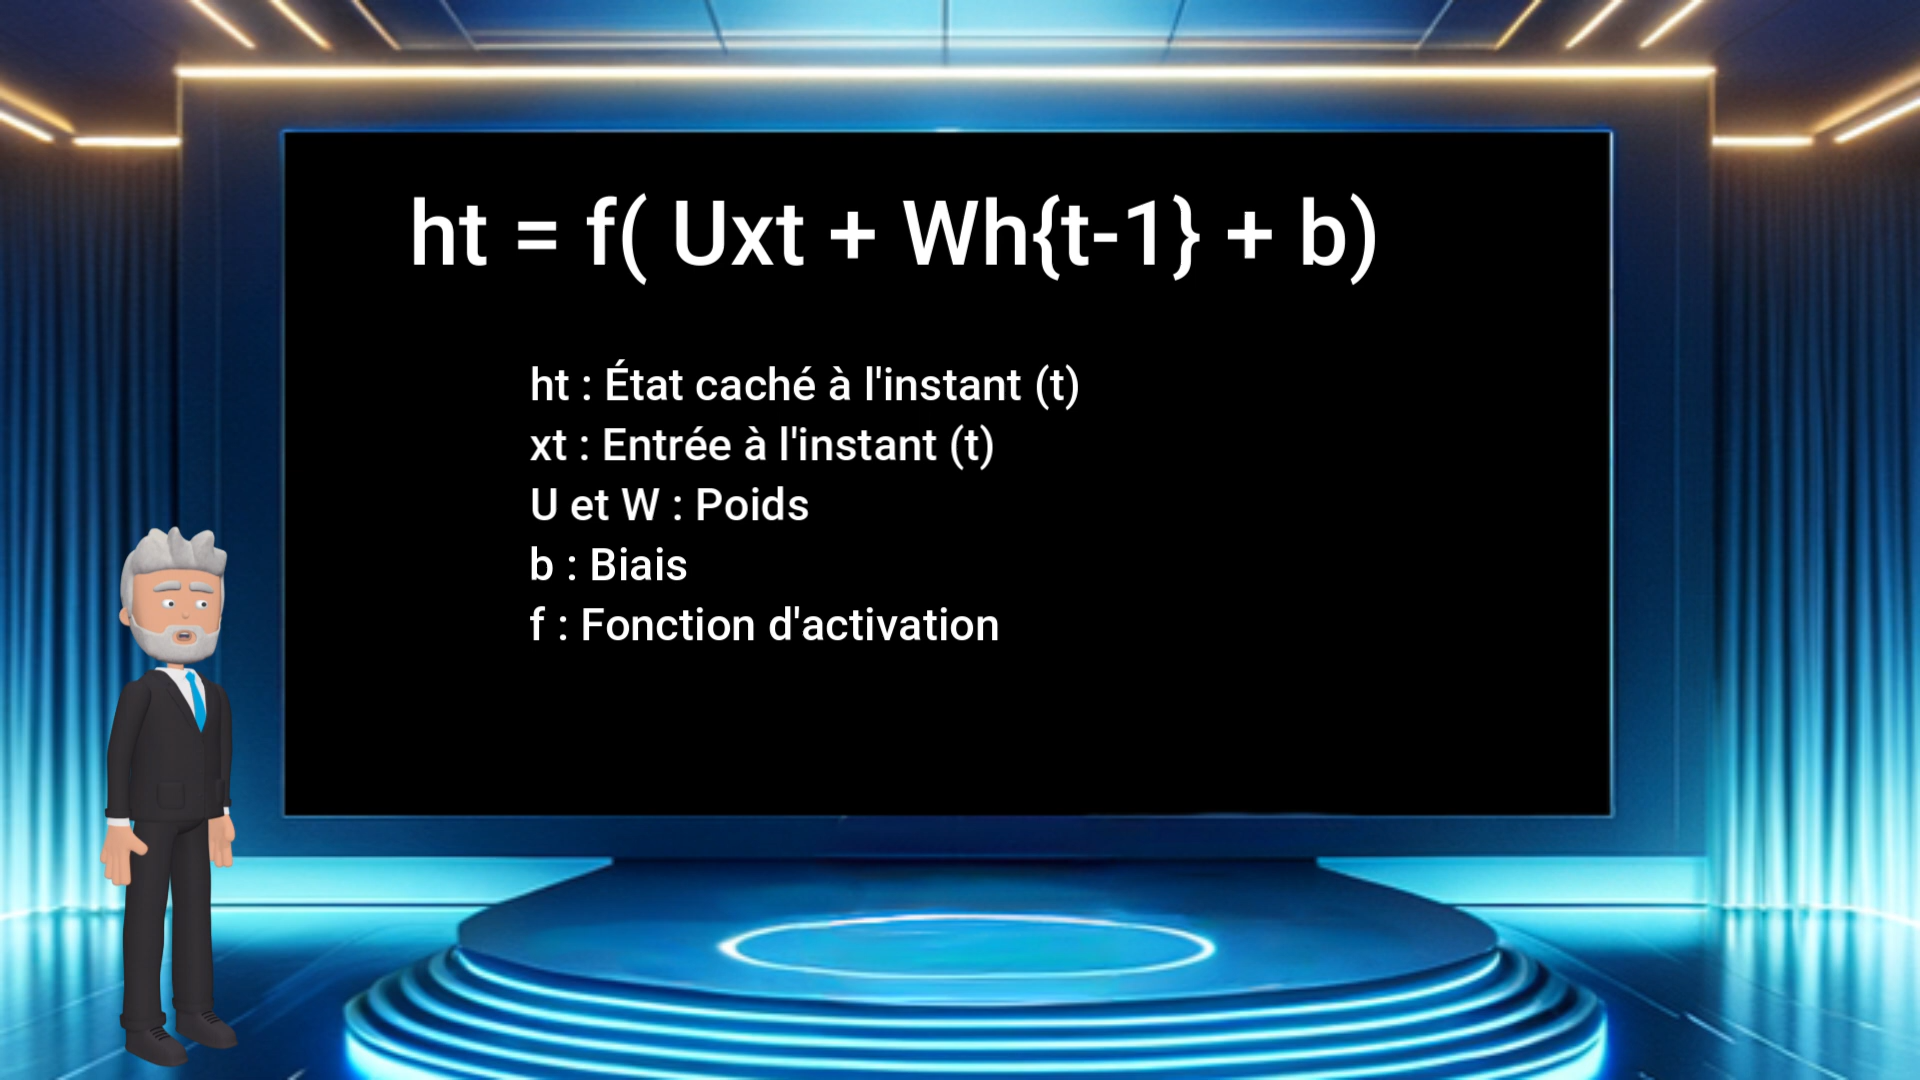 ht = f( Uxt + Wh{t-1} + b)
ht : État caché à l'instant (t)
xt : Entrée à l'instant (t)
U et W : Poids
b : Biais
f : Fonction d'activation